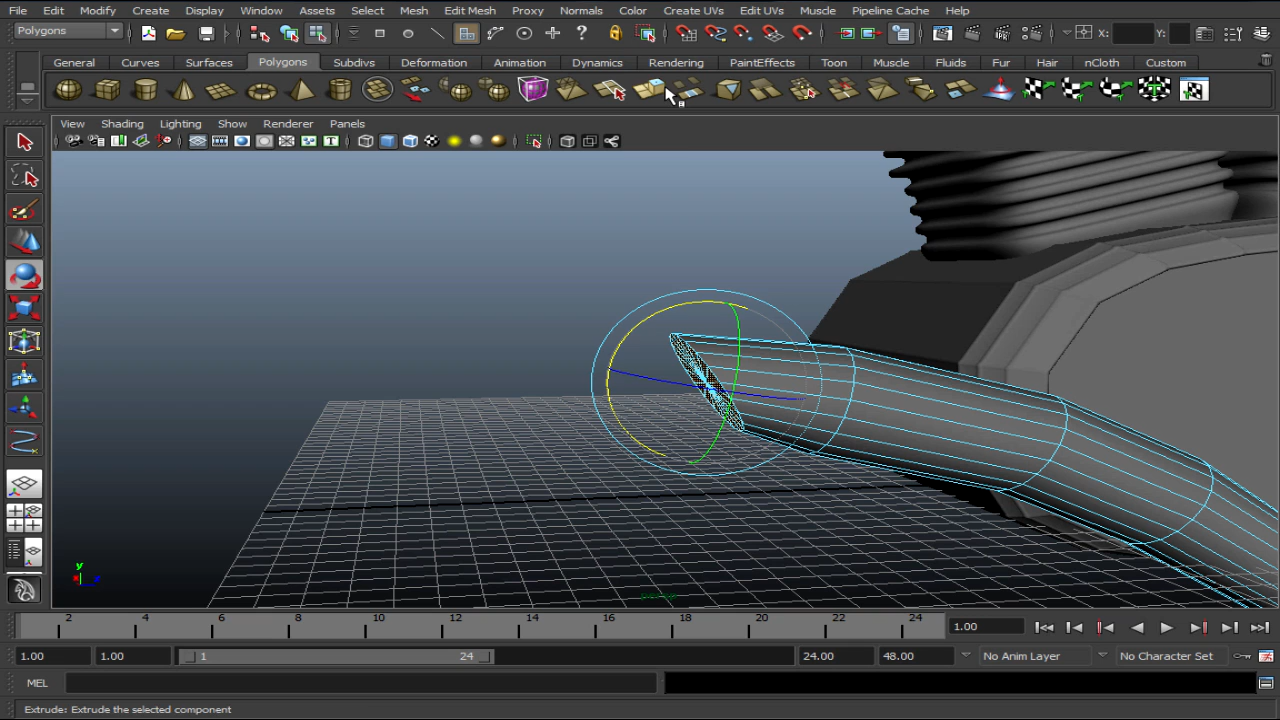 File Edit Modify Create Display Window Assets Select Mesh Edit Mesh Proxy Normals Color Create UVs Edit UVs Muscle Pipeline Cache Help
Polygons X: Y:
General Curves Surfaces Polygons Subdivs Deformation Animation Dynamics Rendering PaintEffects Toon Muscle Fluids Fur Hair nCloth Custom
View Shading Lighting Show Renderer Panels
y
x
persp
2 4 6 8 10 12 14 16 18 20 22 24 1.00
1.00 1.00 1 24 24.00 48.00 No Anim Layer No Character Set
MEL
Extrude: Extrude the selected component